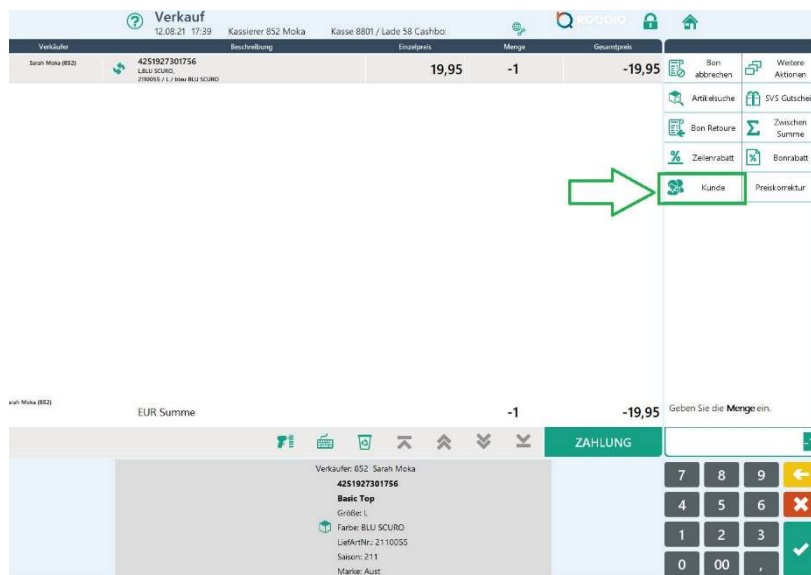 Verkauf
12.08.21 17:39 Kassierer 852 Moka Kasse 8801 / Lade 58 Cashbo:
Verkäufer Beschreibung Einzelpreis Menge Gesamtpreis
Sarah Moka (852)
4251927301756
L,BLU SCURO,
2110055 / L / blau BLU SCURO
19,95 -1 -19,95
Bon abbrechen
Weitere Aktionen
Artikelsuche
SVS Gutschei
Bon Retoure
Zwischen Summe
Zeilenrabatt
Bonrabatt
Kunde
Preiskorrektur
arah Moka (852)
EUR Summe -1 -19,95
Geben Sie die Menge ein.
ZAHLUNG
Verkäufer: 852 Sarah Moka
4251927301756
Basic Top
Größe: L
Farbe: BLU SCURO
LiefArtNr.: 2110055
Saison: 211
Marke: Aust
7 8 9
4 5 6
1 2 3
0 00 ,